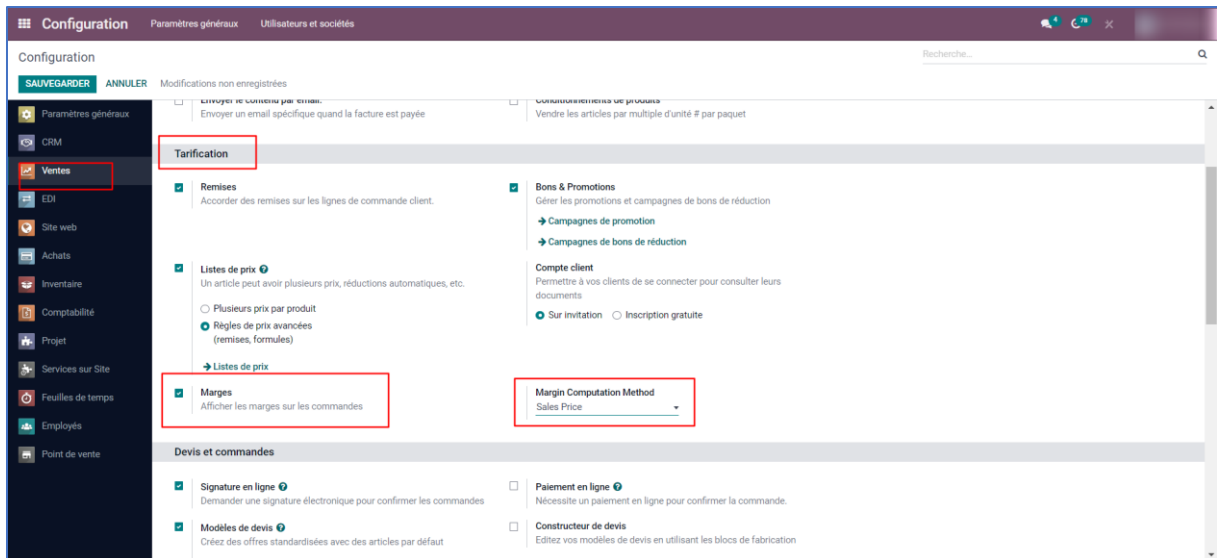 Configuration Paramètres généraux Utilisateurs et sociétés 4 78
Configuration Recherche...
SAUVEGARDER ANNULER Modifications non enregistrées
Paramètres généraux
CRM
Ventes
EDI
Site web
Achats
Inventaire
Comptabilité
Projet
Services sur Site
Feuilles de temps
Employés
Point de vente
Envoyer le contenu par email.
Envoyer un email spécifique quand la facture est payée
Conditionnements de produits
Vendre les articles par multiple d'unité # par paquet
Tarification
Remises
Accorder des remises sur les lignes de commande client.
Bons & Promotions
Gérer les promotions et campagnes de bons de réduction
Campagnes de promotion
Campagnes de bons de réduction
Listes de prix
Un article peut avoir plusieurs prix, réductions automatiques, etc.
Plusieurs prix par produit
Règles de prix avancées
(remises, formules)
Listes de prix
Compte client
Permettre à vos clients de se connecter pour consulter leurs
documents
Sur invitation Inscription gratuite
Marges
Afficher les marges sur les commandes
Margin Computation Method
Sales Price
Devis et commandes
Signature en ligne
Demander une signature électronique pour confirmer les commandes
Paiement en ligne
Nécessite un paiement en ligne pour confirmer la commande.
Modèles de devis
Créez des offres standardisées avec des articles par défaut
Constructeur de devis
Editez vos modèles de devis en utilisant les blocs de fabrication